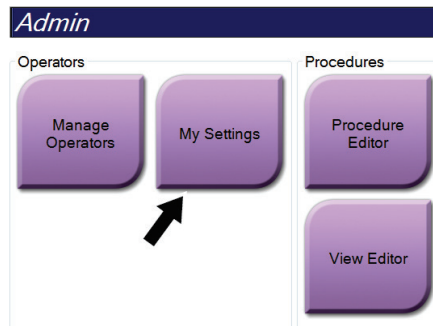 Admin
Operators
Manage
Operators
My Settings
Procedures
Procedure
Editor
View Editor